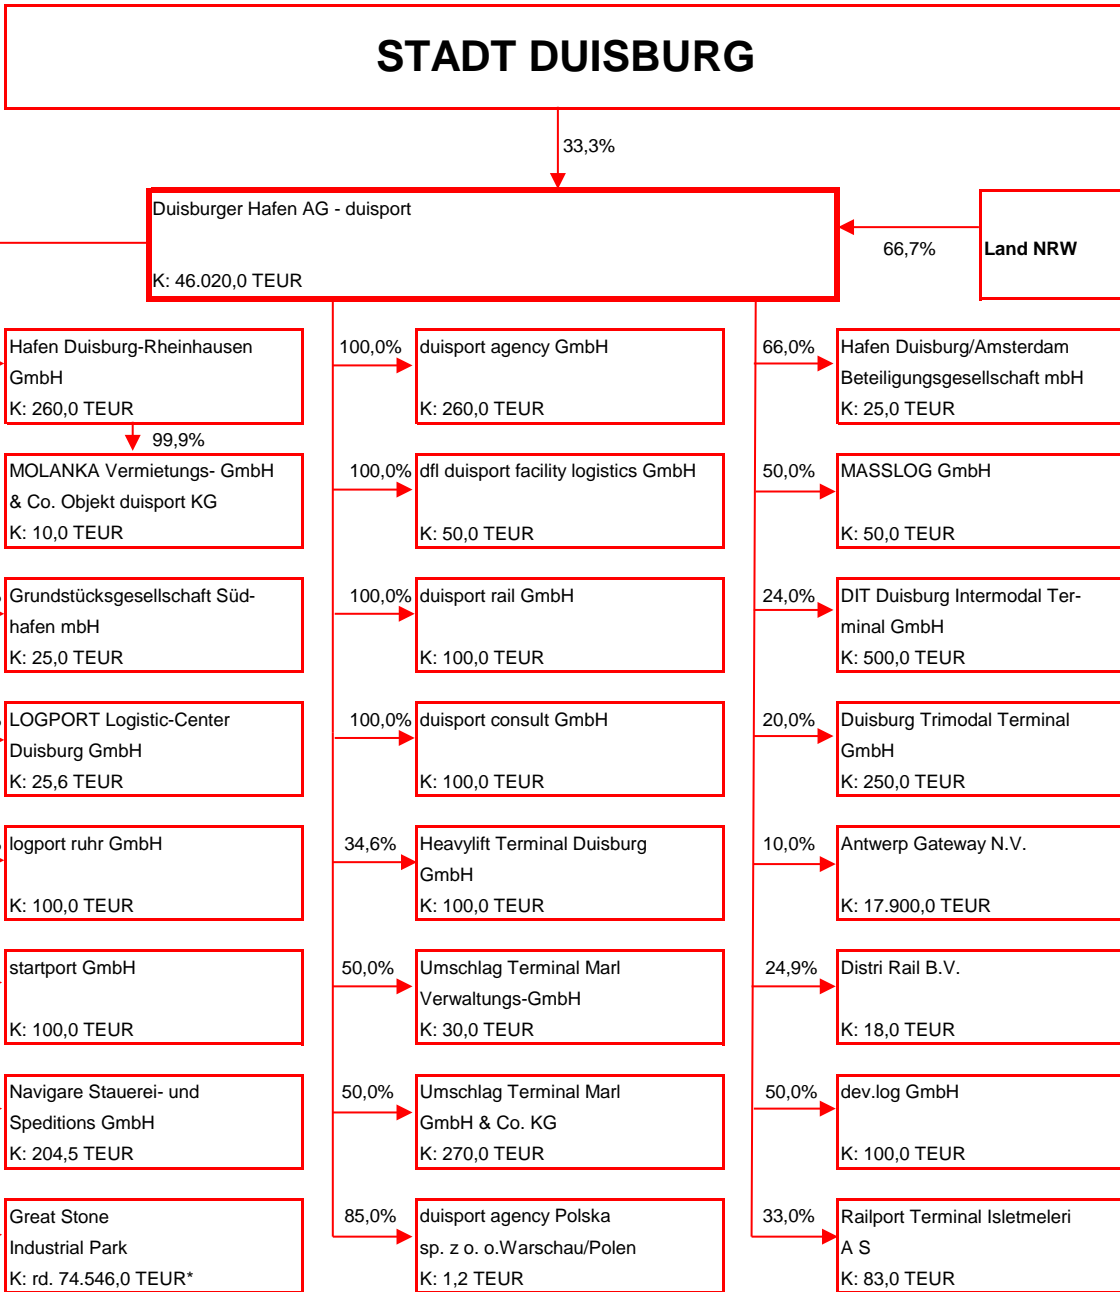 STADT DUISBURG
33,3%
Duisburger Hafen AG - duisport
K: 46.020,0 TEUR
66,7%
Land NRW
Hafen Duisburg-Rheinhausen
GmbH
K: 260,0 TEUR
99,9%
MOLANKA Vermietungs- GmbH
& Co. Objekt duisport KG
K: 10,0 TEUR
Grundstücksgesellschaft Süd-
hafen mbH
K: 25,0 TEUR
LOGPORT Logistic-Center
Duisburg GmbH
K: 25,6 TEUR
logport ruhr GmbH
K: 100,0 TEUR
startport GmbH
K: 100,0 TEUR
Navigare Stauerei- und
Speditions GmbH
K: 204,5 TEUR
Great Stone
Industrial Park
K: rd. 74.546,0 TEUR*
100,0%
duisport agency GmbH
K: 260,0 TEUR
100,0%
dfl duisport facility logistics GmbH
K: 50,0 TEUR
100,0%
duisport rail GmbH
K: 100,0 TEUR
100,0%
duisport consult GmbH
K: 100,0 TEUR
34,6%
Heavylift Terminal Duisburg
GmbH
K: 100,0 TEUR
50,0%
Umschlag Terminal Marl
Verwaltungs-GmbH
K: 30,0 TEUR
50,0%
Umschlag Terminal Marl
GmbH & Co. KG
K: 270,0 TEUR
85,0%
duisport agency Polska
sp. z o. o.Warschau/Polen
K: 1,2 TEUR
66,0%
Hafen Duisburg/Amsterdam
Beteiligungsgesellschaft mbH
K: 25,0 TEUR
50,0%
MASSLOG GmbH
K: 50,0 TEUR
24,0%
DIT Duisburg Intermodal Ter-
minal GmbH
K: 500,0 TEUR
20,0%
Duisburg Trimodal Terminal
GmbH
K: 250,0 TEUR
10,0%
Antwerp Gateway N.V.
K: 17.900,0 TEUR
24,9%
Distri Rail B.V.
K: 18,0 TEUR
50,0%
dev.log GmbH
K: 100,0 TEUR
33,0%
Railport Terminal Isletmeleri
A S
K: 83,0 TEUR